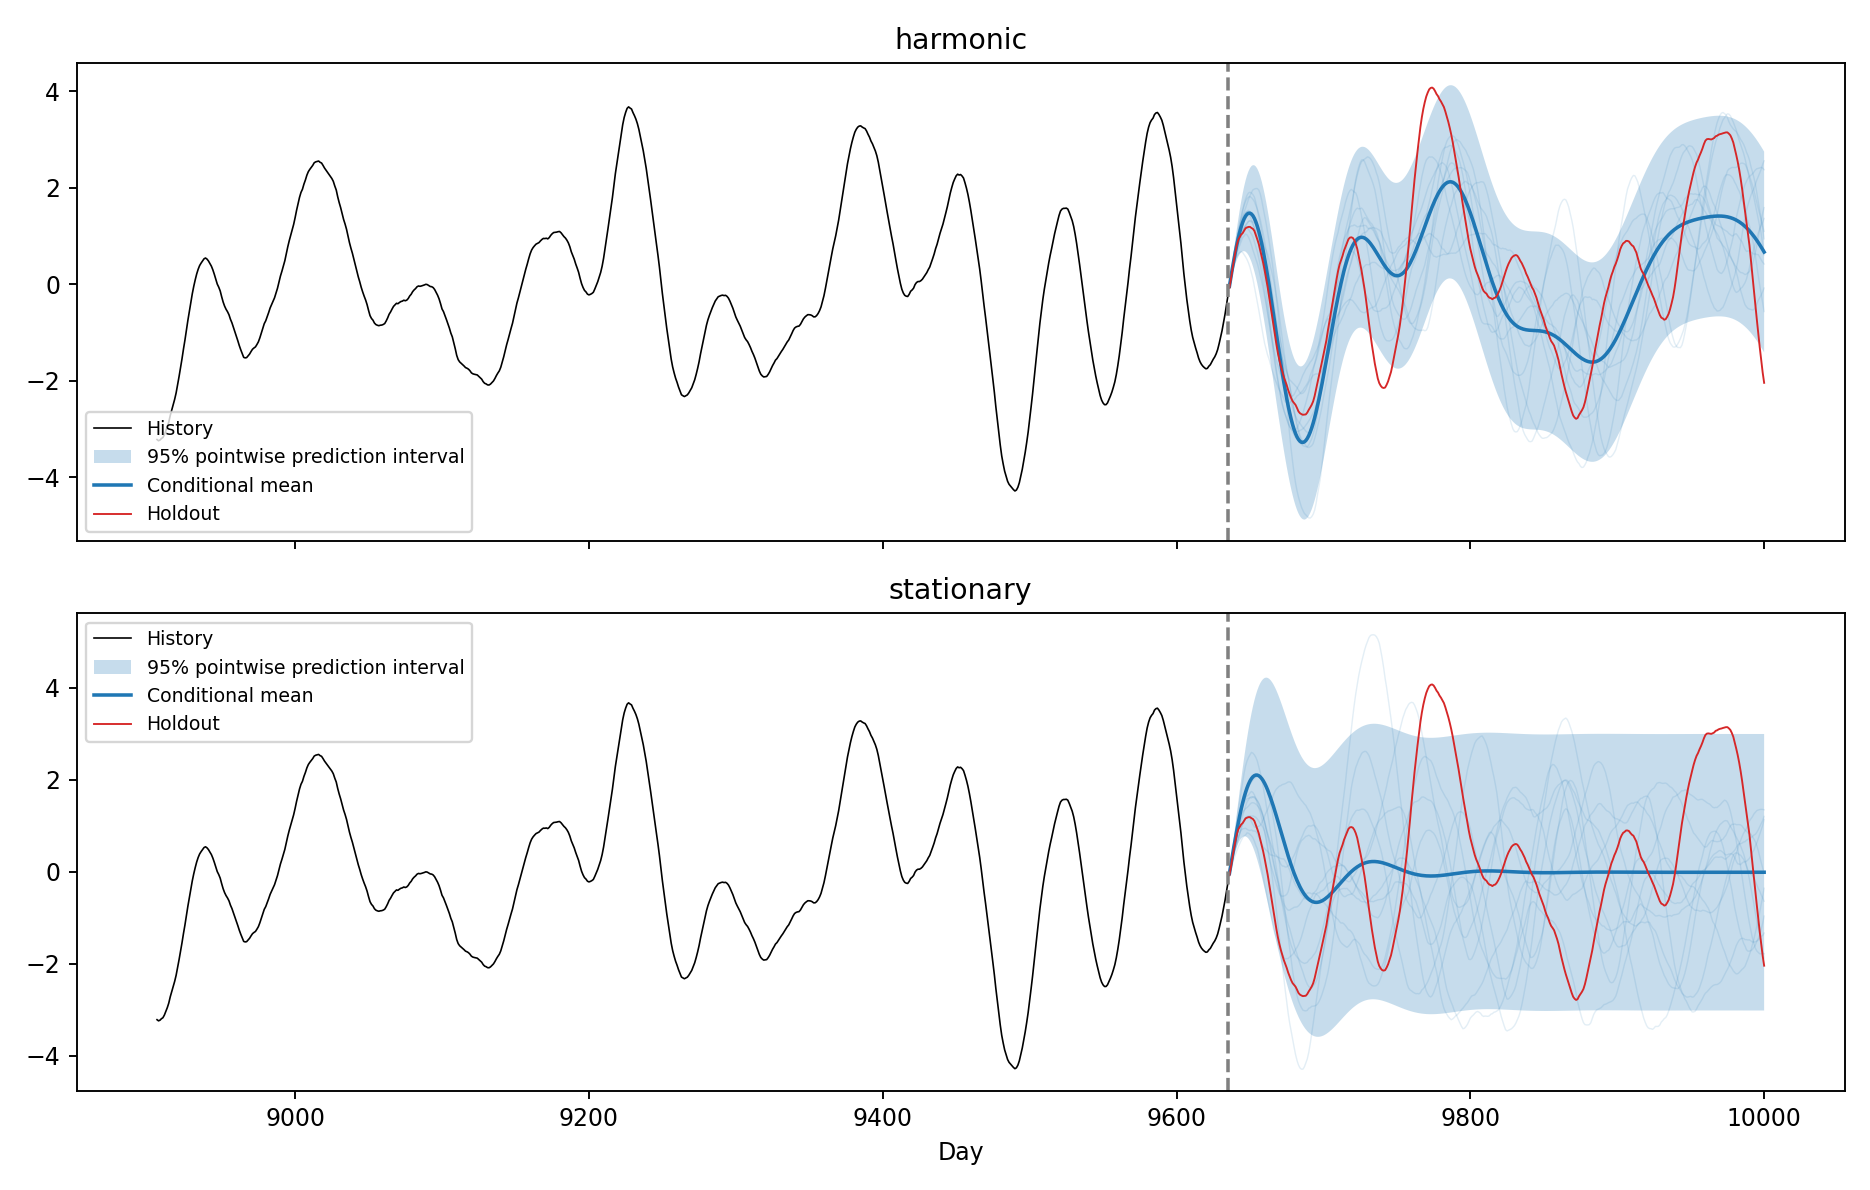 harmonic
4
2
0
−2
−4
History
95% pointwise prediction interval
Conditional mean
Holdout
stationary
History
95% pointwise prediction interval
Conditional mean
Holdout
4
2
0
−2
−4
9000 9200 9400 9600 9800 10000
Day